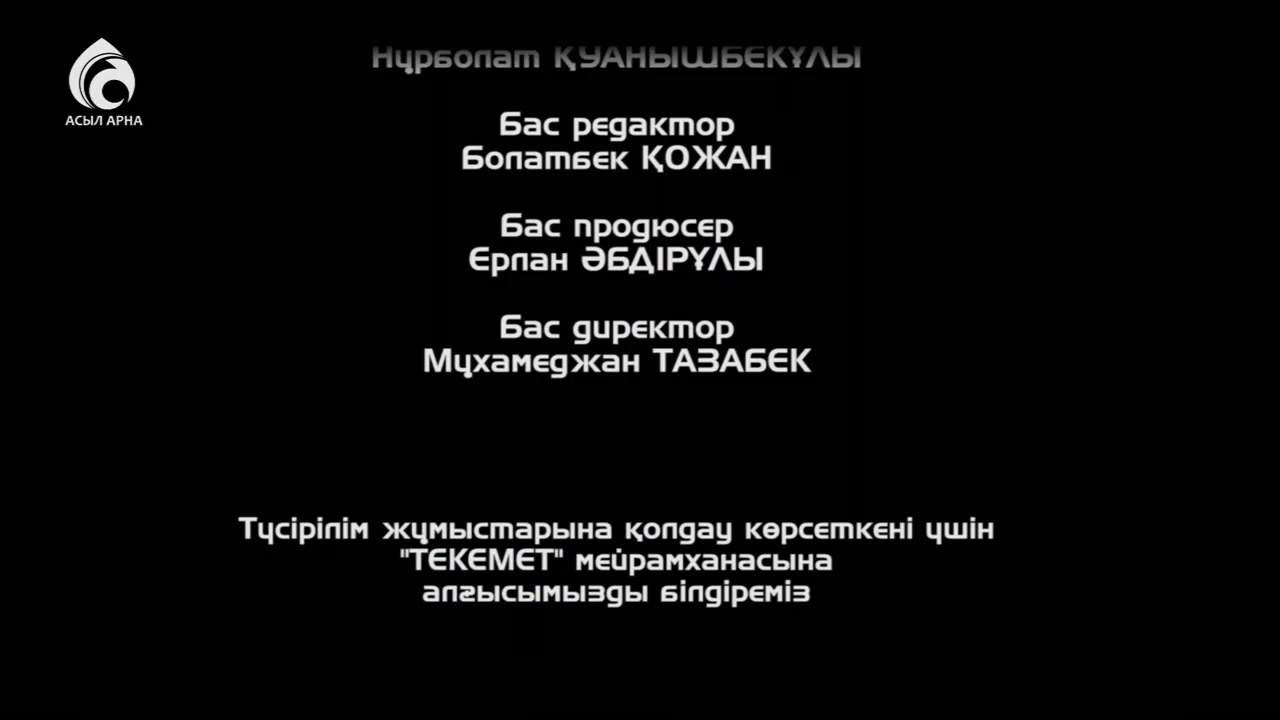 АСЫЛ АРНА
Нұрболат ҚУАНЫШБЕКҰЛЫ
Бас редактор
Болатбек ҚОЖАН
Бас продюсер
Ерлан ӘБДІРҰЛЫ
Бас директор
Мұхамеджан ТАЗАБЕК
Түсірілім жұмыстарына қолдау көрсеткені үшін
"ТЕКЕМЕТ" мейрамханасына
алғысымызды білдіреміз